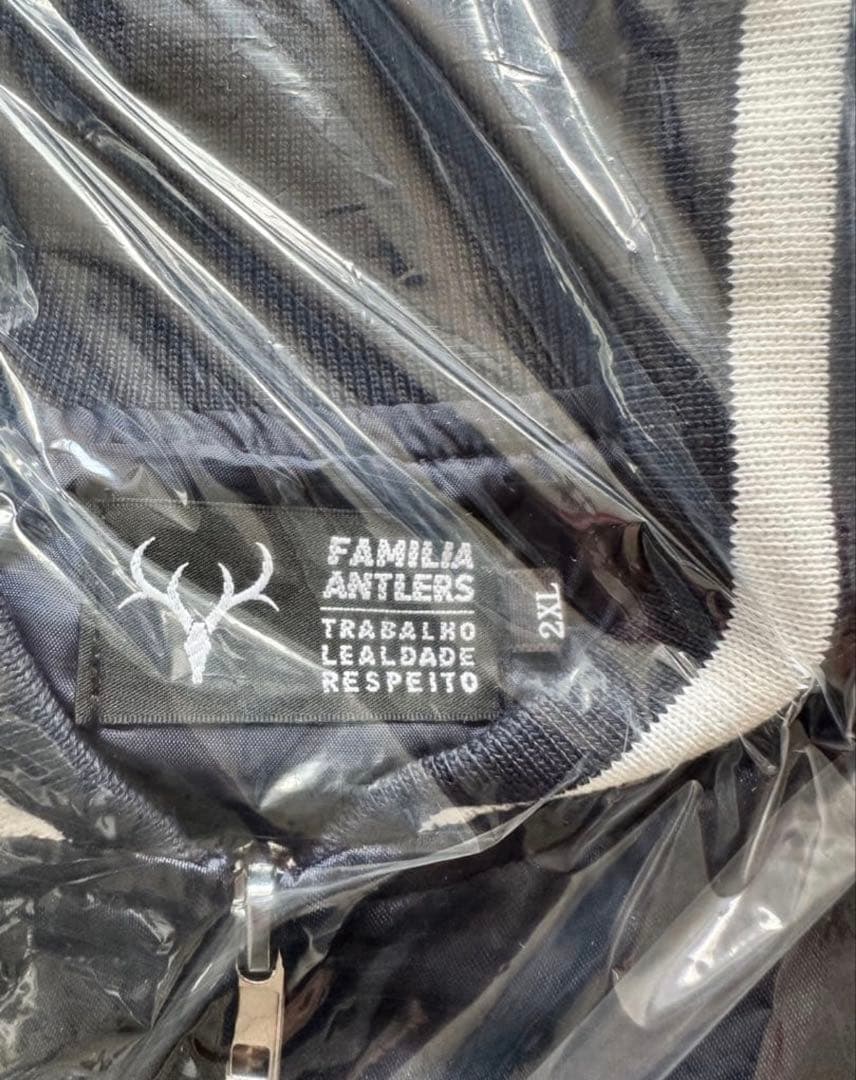 FAMILIA
ANTLERS
TRABALHO
LEALDADE
RESPEITO
2XL